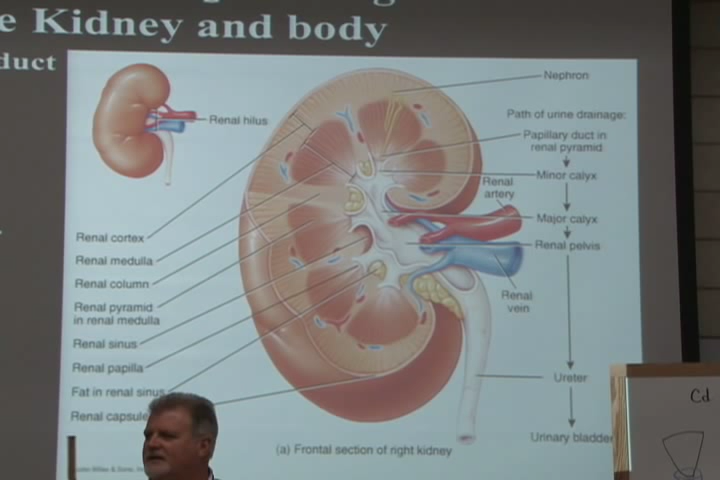 e Kidney and body
duct
Nephron
Path of urine drainage:
Papillary duct in
renal pyramid
Renal hilus
Minor calyx
Renal
artery
Major calyx
Renal cortex
Renal pelvis
Renal medulla
Renal column
Renal
vein
Renal pyramid
in renal medulla
Renal sinus
Renal papilla
Ureter
Fat in renal sinus
Cd
Renal capsule
Urinary bladder
(a) Frontal section of right kidney